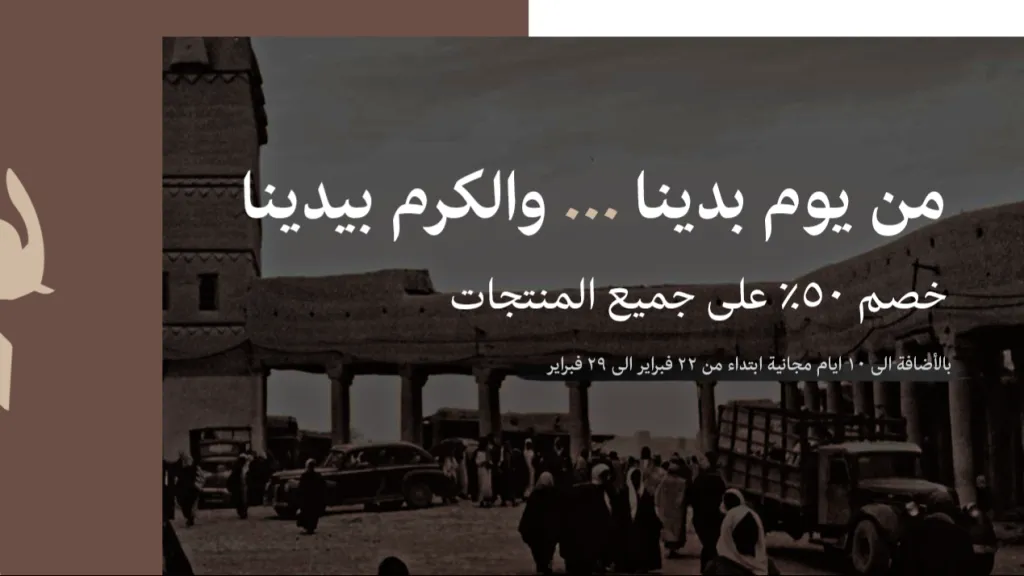 من يوم بدينا ... والكرم بيدينا
خصم ٥٠٪ على جميع المنتجات
بالأضافة الى ١٠ ايام مجانية ابتداء من ٢٢ فبراير الى ٢٩ فبراير